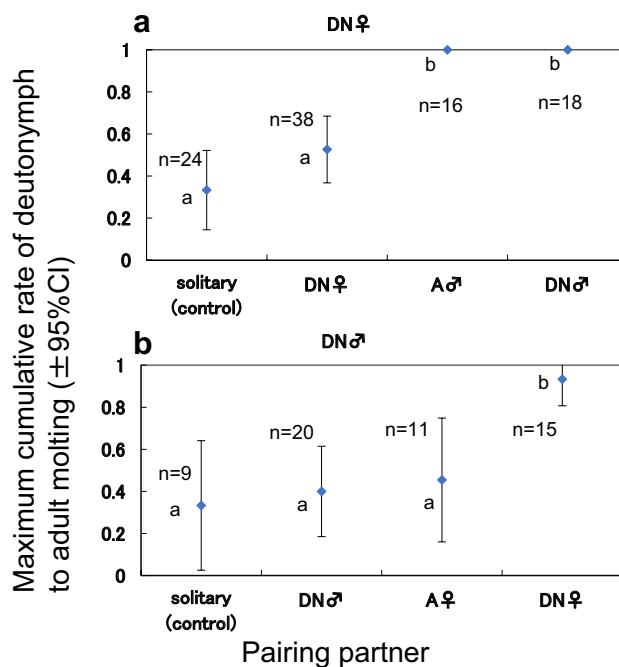 Maximum cumulative rate of deutonymph
to adult molting (±95%CI)
a
DN♀
1
0.8
0.6
0.4
0.2
0
n=24
a
n=38
a
b
n=16
b
n=18
solitary
(control)
DN♀
A♂
DN♂
b
DN♂
1
0.8
0.6
0.4
0.2
0
n=9
a
n=20
a
n=11
a
b
n=15
solitary
(control)
DN♂
A♀
DN♀
Pairing partner